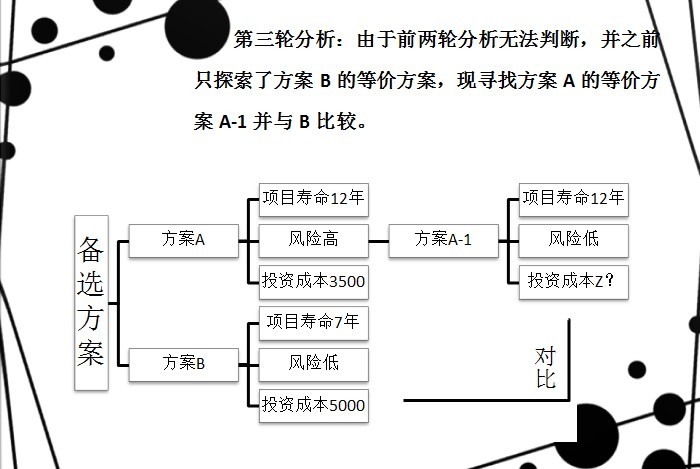 第三轮分析：由于前两轮分析无法判断，并之前
只探索了方案 B 的等价方案，现寻找方案 A 的等价方
案 A-1 并与 B 比较。
备选方案
方案A
项目寿命12年
风险高
投资成本3500
方案A-1
项目寿命12年
风险低
投资成本Z？
方案B
项目寿命7年
风险低
投资成本5000
对比